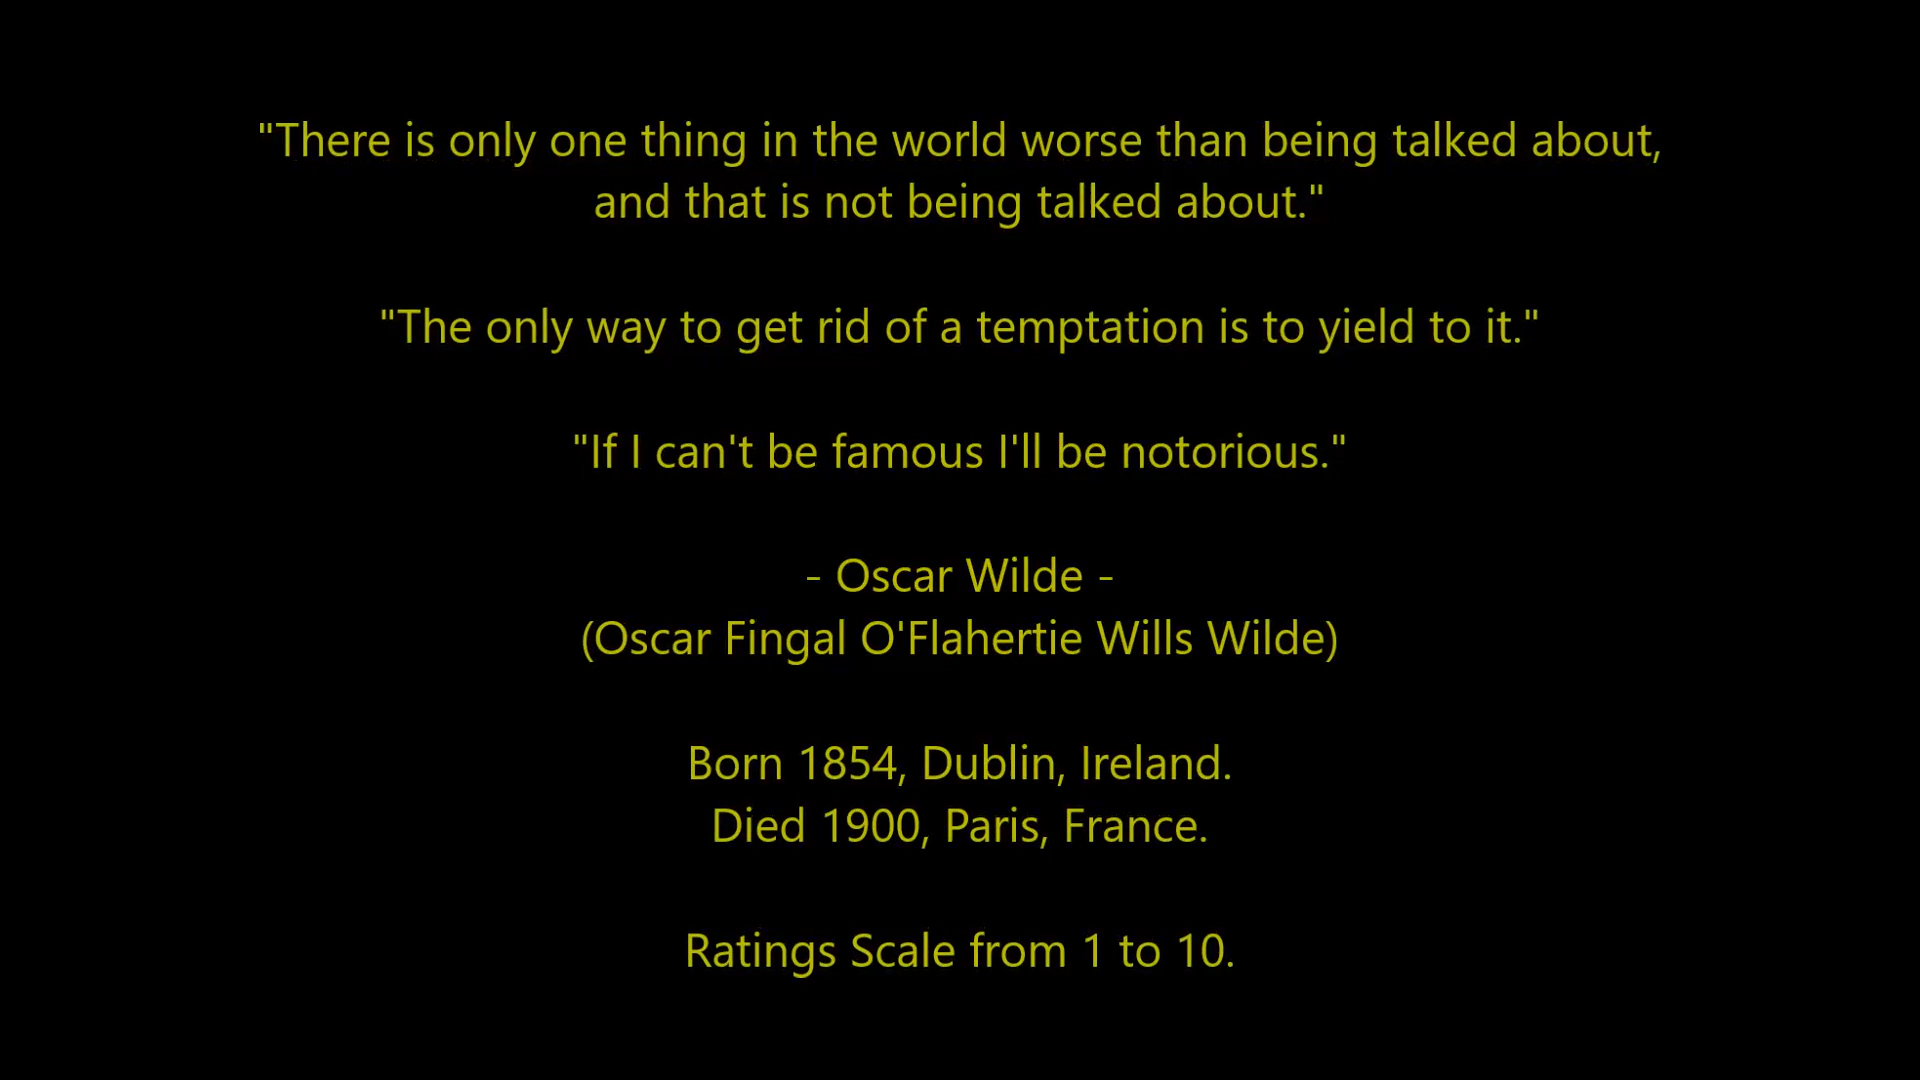 "There is only one thing in the world worse than being talked about,
and that is not being talked about."
"The only way to get rid of a temptation is to yield to it."
"If I can't be famous I'll be notorious."
- Oscar Wilde -
(Oscar Fingal O'Flahertie Wills Wilde)
Born 1854, Dublin, Ireland.
Died 1900, Paris, France.
Ratings Scale from 1 to 10.